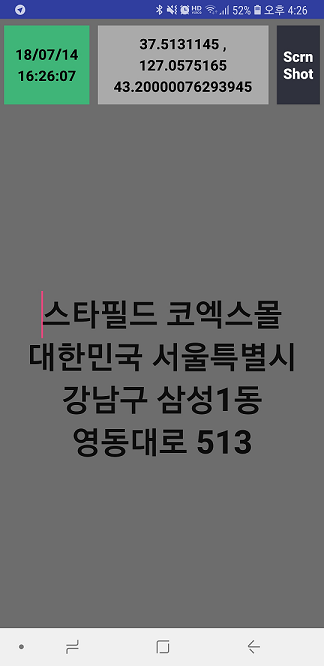 52% 오후 4:26
18/07/14
16:26:07
37.5131145 ,
127.0575165
43.20000076293945
Scrn
Shot
스타필드 코엑스몰
대한민국 서울특별시
강남구 삼성1동
영동대로 513